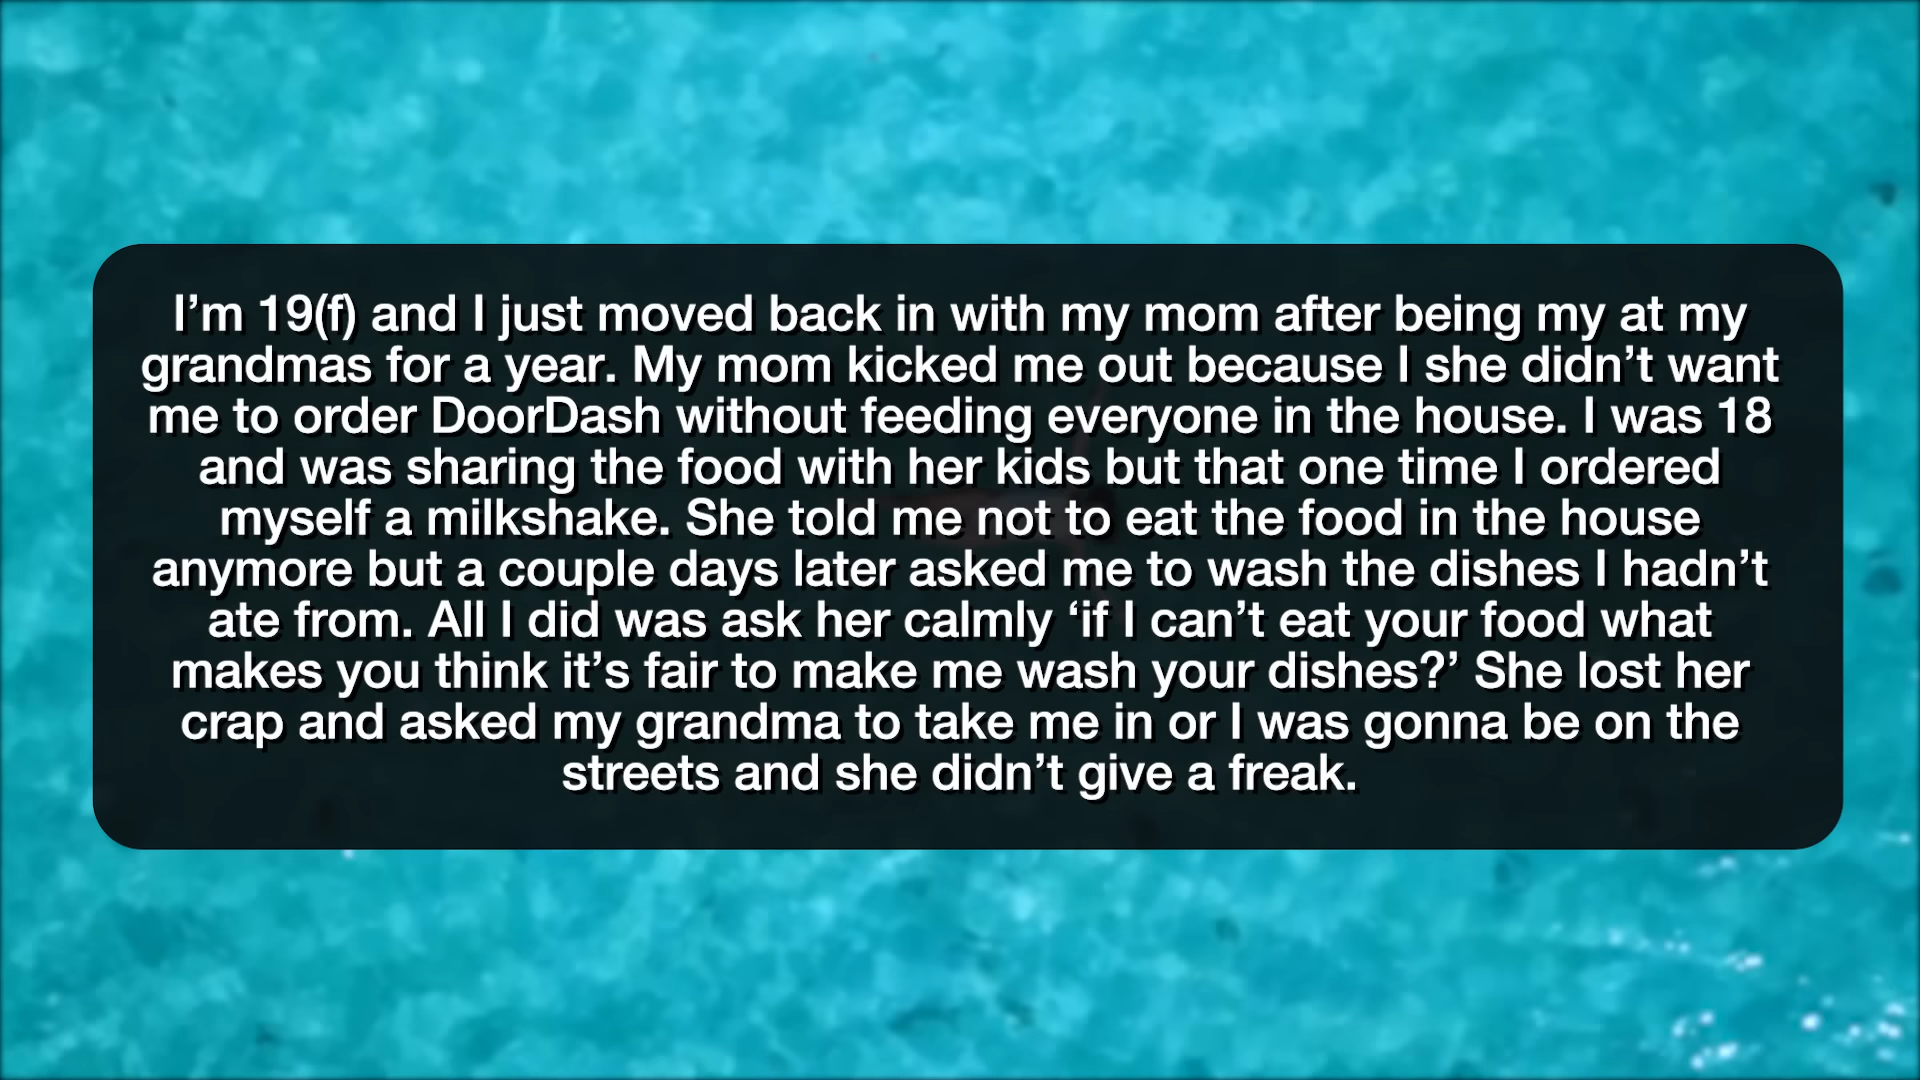 I’m 19(f) and I just moved back in with my mom after being my at my
grandmas for a year. My mom kicked me out because I she didn’t want
me to order DoorDash without feeding everyone in the house. I was 18
and was sharing the food with her kids but that one time I ordered
myself a milkshake. She told me not to eat the food in the house
anymore but a couple days later asked me to wash the dishes I hadn’t
ate from. All I did was ask her calmly ‘if I can’t eat your food what
makes you think it’s fair to make me wash your dishes?’ She lost her
crap and asked my grandma to take me in or I was gonna be on the
streets and she didn’t give a freak.